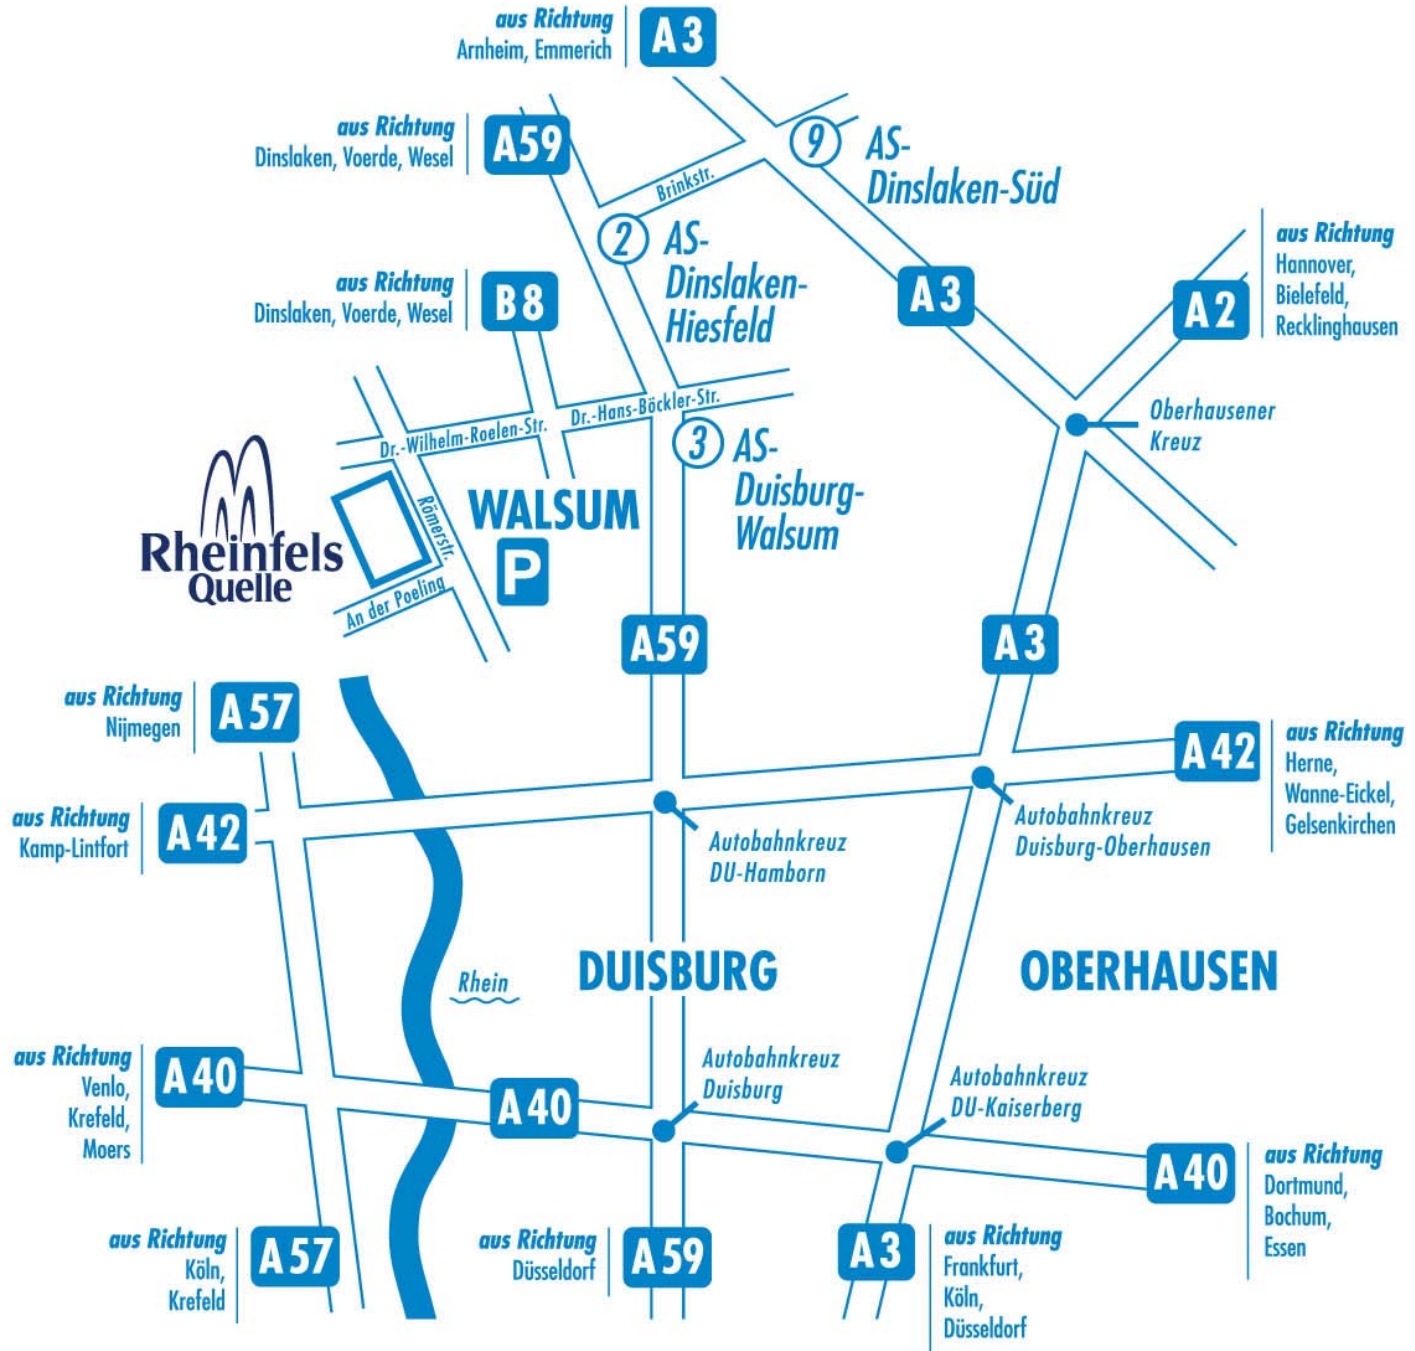 aus Richtung
Arnheim, Emmerich
A3
aus Richtung
Dinslaken, Voerde, Wesel
A59
9
AS-
Dinslaken-Süd
Brinkstr.
2
AS-
Dinslaken-
Hiesfeld
aus Richtung
Dinslaken, Voerde, Wesel
B8
A3
A2
aus Richtung
Hannover,
Bielefeld,
Recklinghausen
Oberhausener
Kreuz
Dr.-Wilhelm-Roelen-Str.
Dr.-Hans-Böckler-Str.
3
AS-
Duisburg-
Walsum
Rheinfels
Quelle
Römerstr.
An der Poeling
WALSUM
P
A59
A3
aus Richtung
Nijmegen
A57
aus Richtung
Kamp-Lintfort
A42
A42
aus Richtung
Herne,
Wanne-Eickel,
Gelsenkirchen
Autobahnkreuz
DU-Hamborn
Autobahnkreuz
Duisburg-Oberhausen
Rhein
DUISBURG
OBERHAUSEN
aus Richtung
Venlo,
Krefeld,
Moers
A40
A40
Autobahnkreuz
Duisburg
Autobahnkreuz
DU-Kaiserberg
A40
aus Richtung
Dortmund,
Bochum,
Essen
aus Richtung
Köln,
Krefeld
A57
aus Richtung
Düsseldorf
A59
A3
aus Richtung
Frankfurt,
Köln,
Düsseldorf